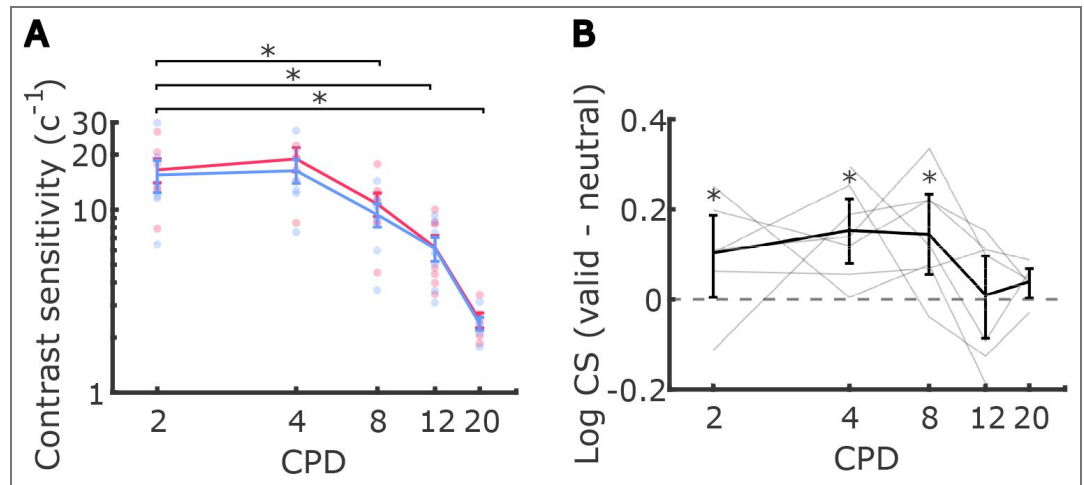 A
Contrast sensitivity (c⁻¹)
*
*
*
30
20
10
1
2 4 8 12 20
CPD
B
Log CS (valid - neutral)
0.4
0.2
0
-0.2
*
*
*
2 4 8 12 20
CPD